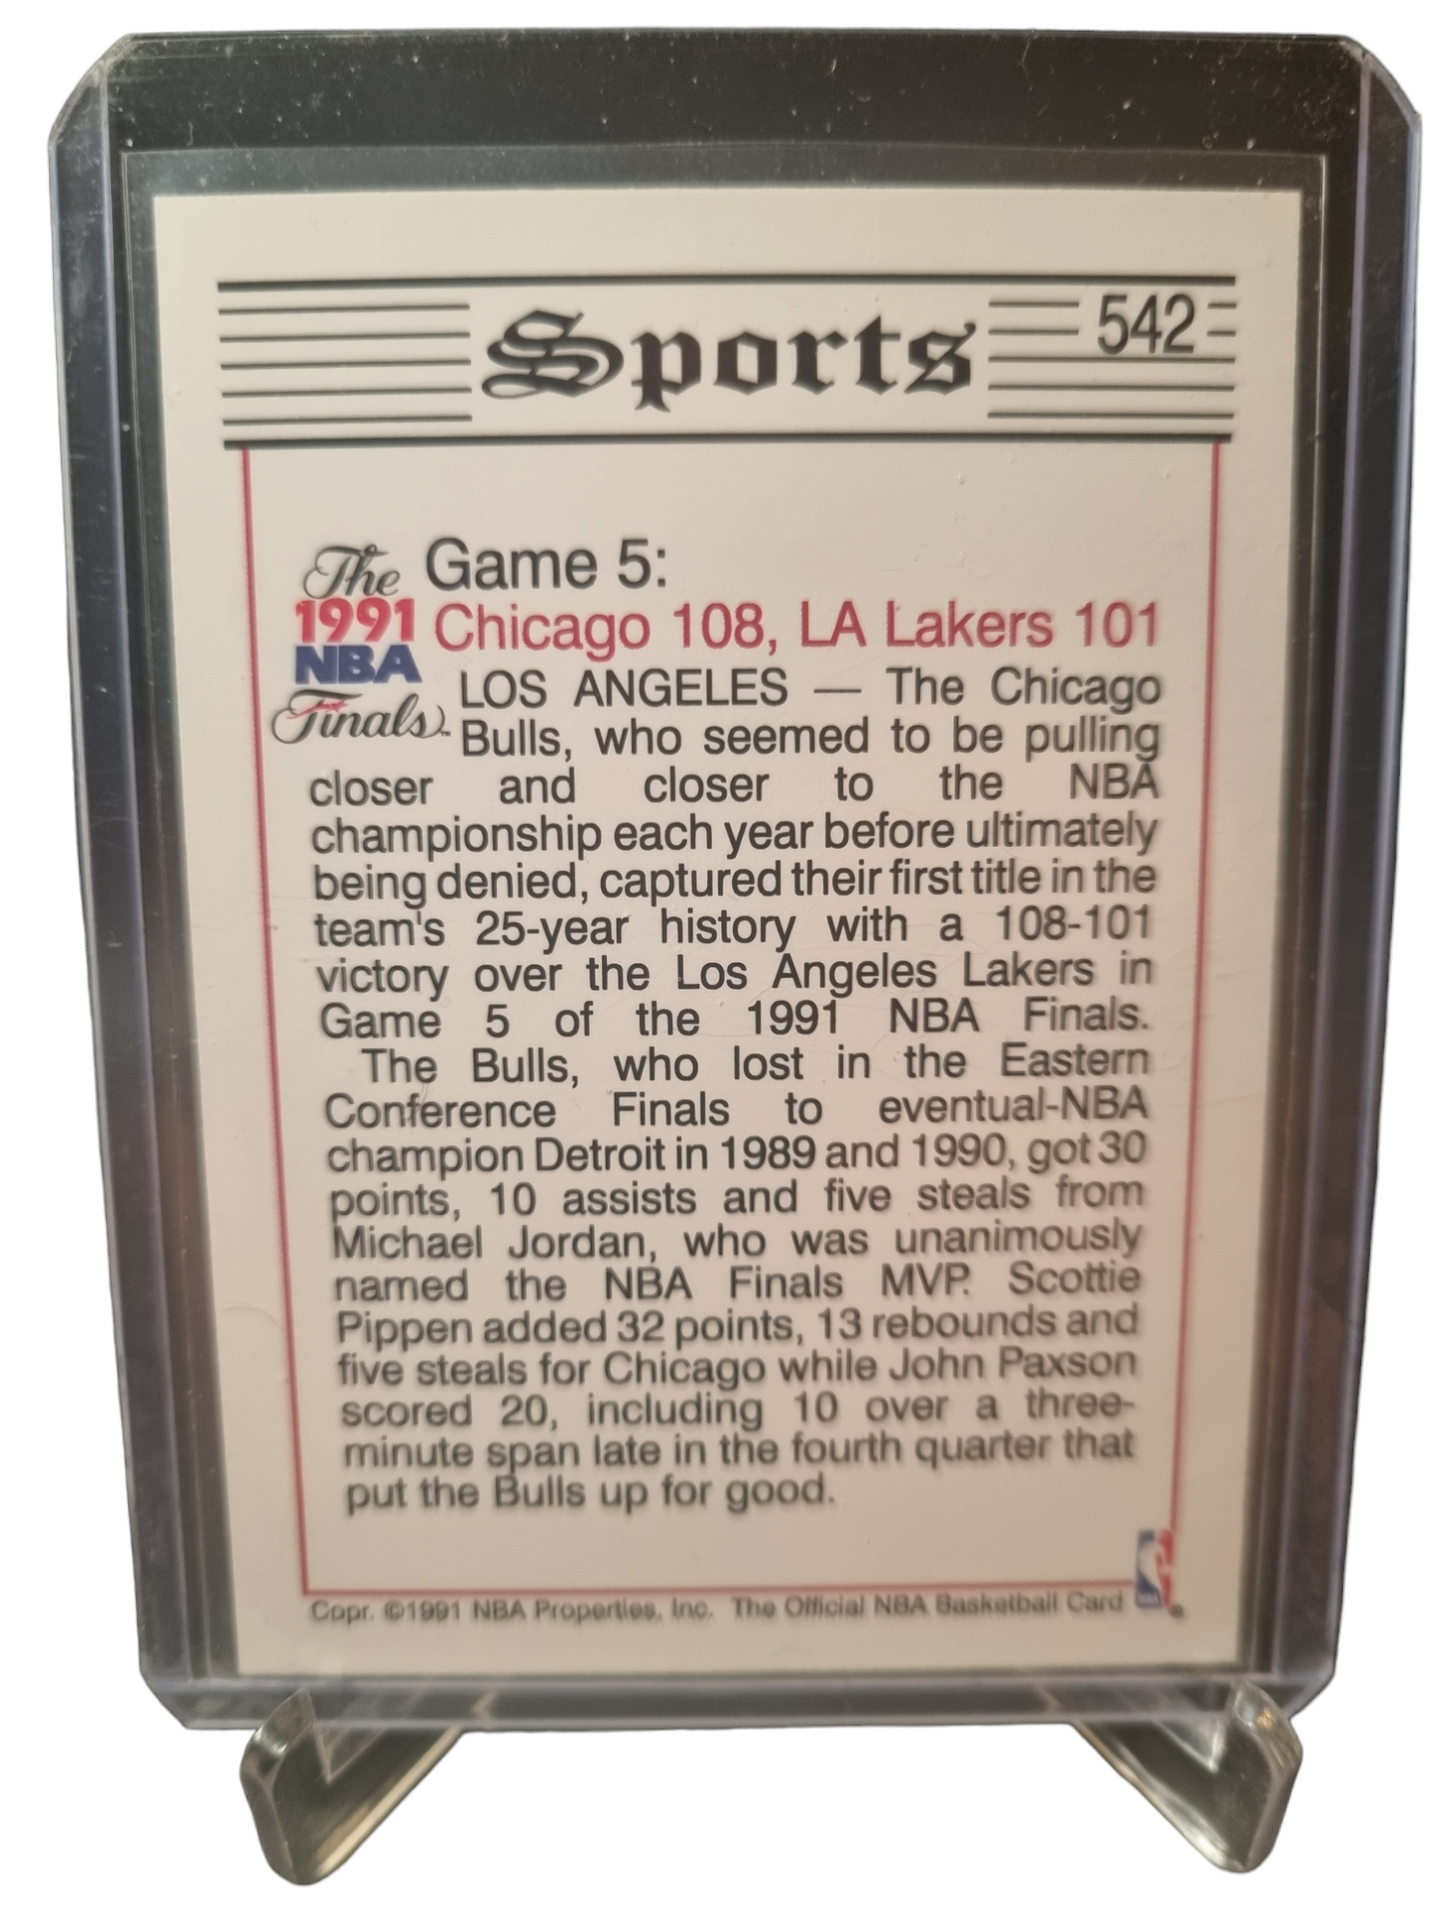 Sports
542
The
1991
NBA
Finals
Game 5:
Chicago 108, LA Lakers 101
LOS ANGELES — The Chicago
Bulls, who seemed to be pulling
closer and closer to the NBA
championship each year before ultimately
being denied, captured their first title in the
team's 25-year history with a 108-101
victory over the Los Angeles Lakers in
Game 5 of the 1991 NBA Finals.
The Bulls, who lost in the Eastern
Conference Finals to eventual-NBA
champion Detroit in 1989 and 1990, got 30
points, 10 assists and five steals from
Michael Jordan, who was unanimously
named the NBA Finals MVP. Scottie
Pippen added 32 points, 13 rebounds and
five steals for Chicago while John Paxson
scored 20, including 10 over a three-
minute span late in the fourth quarter that
put the Bulls up for good.
Copr. ©1991 NBA Properties, Inc. The Official NBA Basketball Card